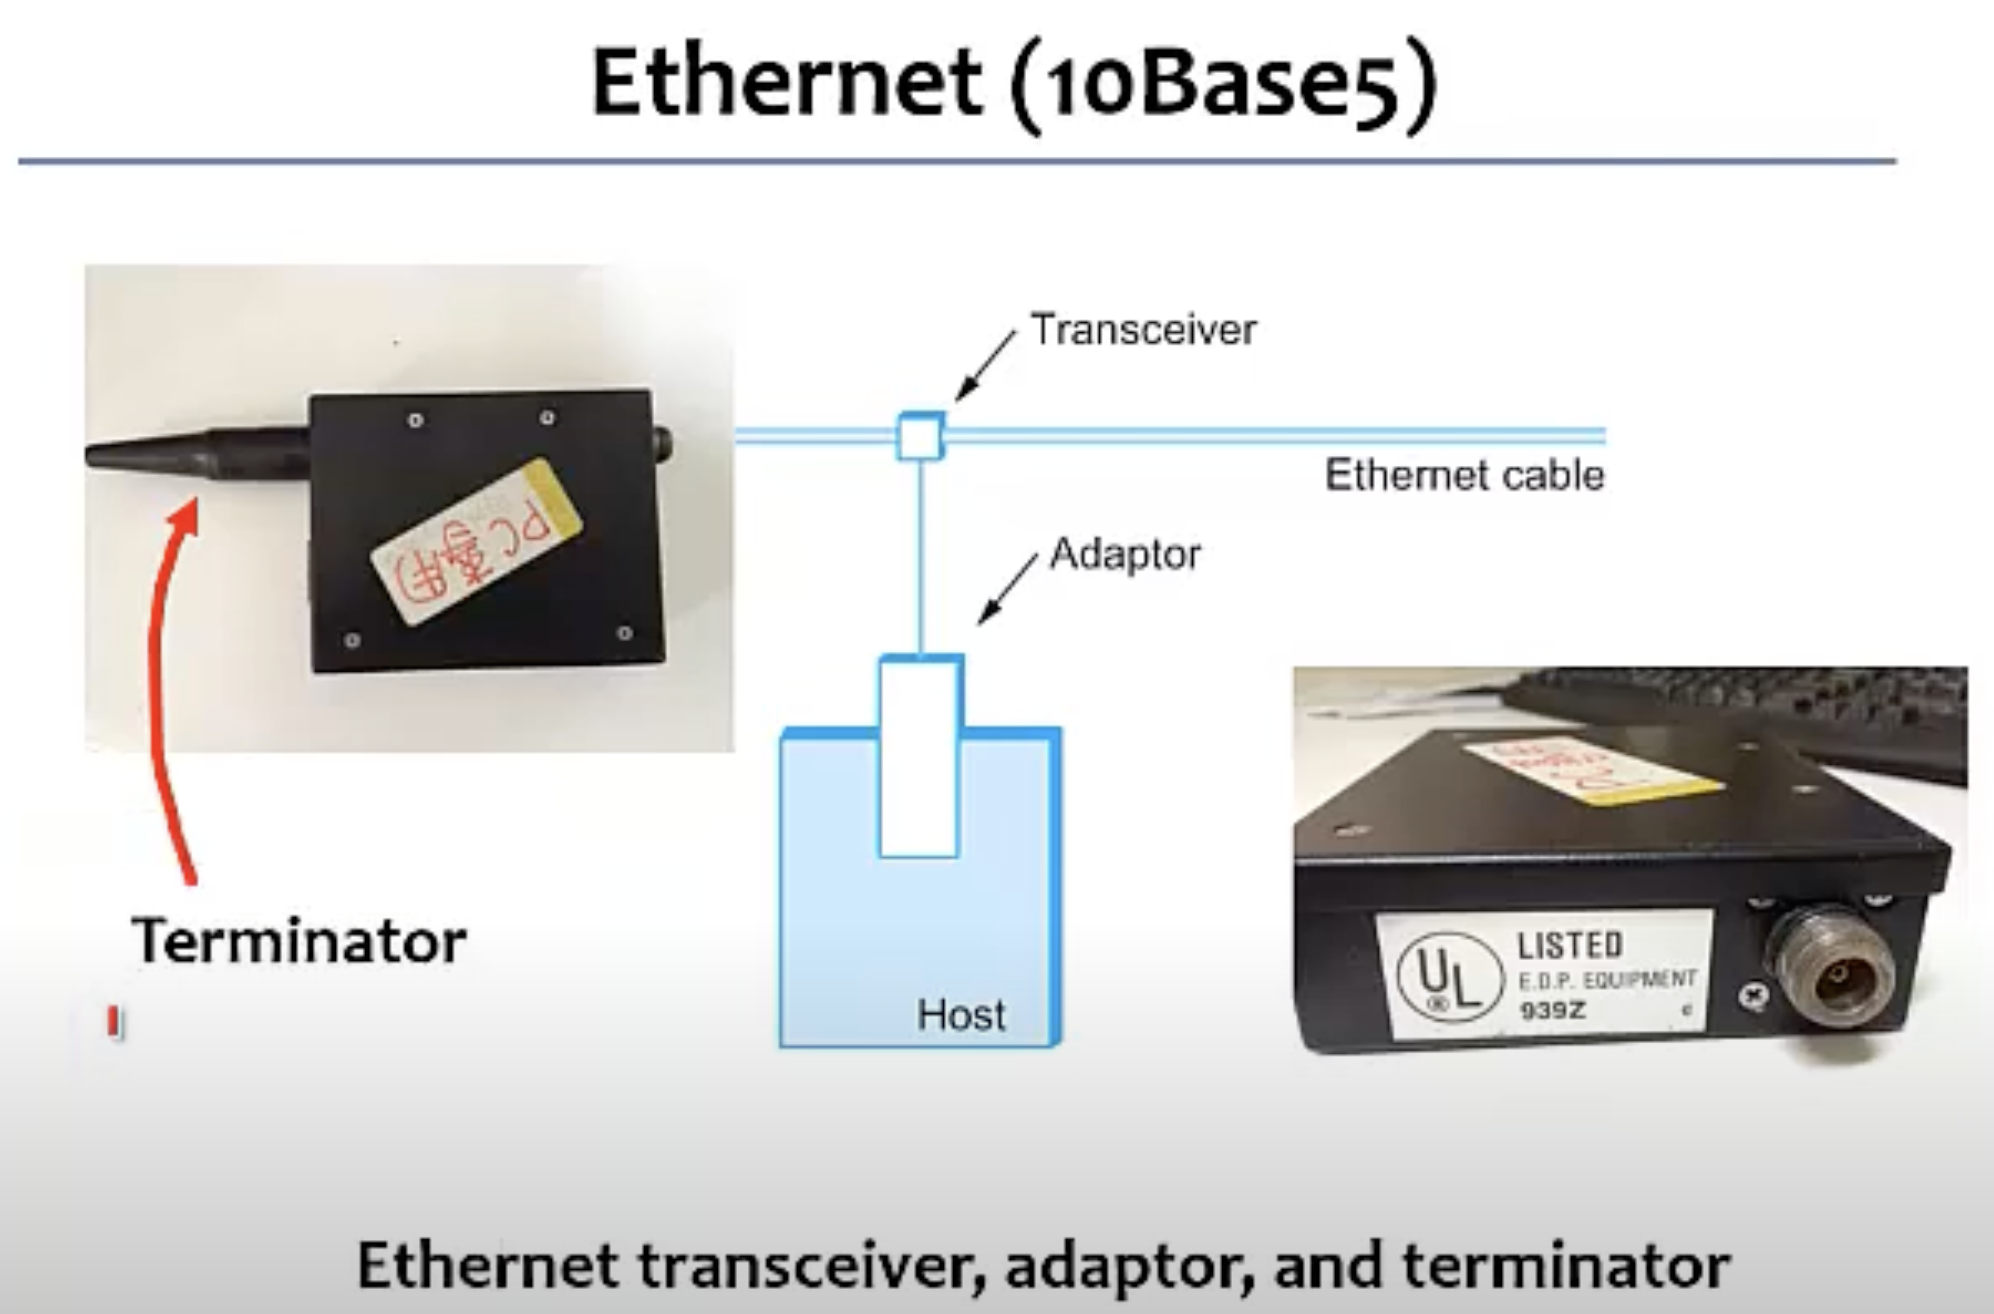 Ethernet (10Base5)
Transceiver
Ethernet cable
Adaptor
PC專用
Terminator
Host
UL
®
LISTED
E.D.P. EQUIPMENT
939Z
c
Ethernet transceiver, adaptor, and terminator